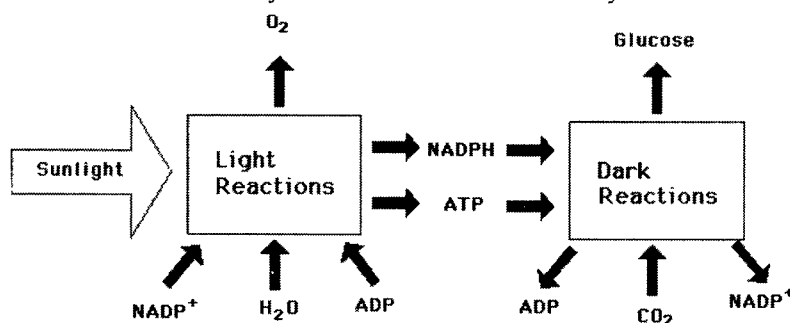 O₂
Glucose
Sunlight
Light
Reactions
NADPH
ATP
Dark
Reactions
NADP⁺
H₂O
ADP
ADP
CO₂
NADP⁺